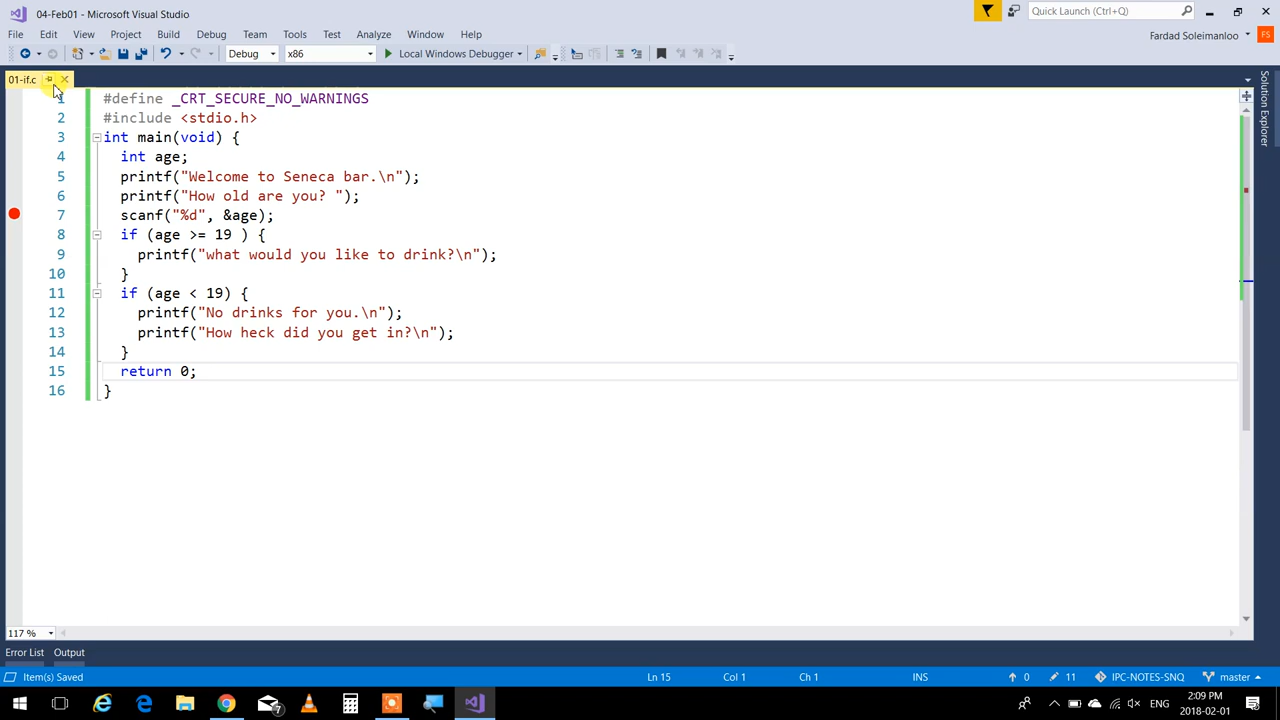 04-Feb01 - Microsoft Visual Studio
Quick Launch (Ctrl+Q)
File Edit View Project Build Debug Team Tools Test Analyze Window Help
Fardad Soleimanloo FS
Debug x86 Local Windows Debugger
01-if.c
Solution Explorer
1 #define _CRT_SECURE_NO_WARNINGS
2 #include <stdio.h>
3 int main(void) {
4 int age;
5 printf("Welcome to Seneca bar.\n");
6 printf("How old are you? ");
7 scanf("%d", &age);
8 if (age >= 19 ) {
9 printf("what would you like to drink?\n");
10 }
11 if (age < 19) {
12 printf("No drinks for you.\n");
13 printf("How heck did you get in?\n");
14 }
15 return 0;
16 }
117 %
Error List Output
Item(s) Saved Ln 15 Col 1 Ch 1 INS 0 11 IPC-NOTES-SNQ master
7 ENG 2:09 PM
2018-02-01